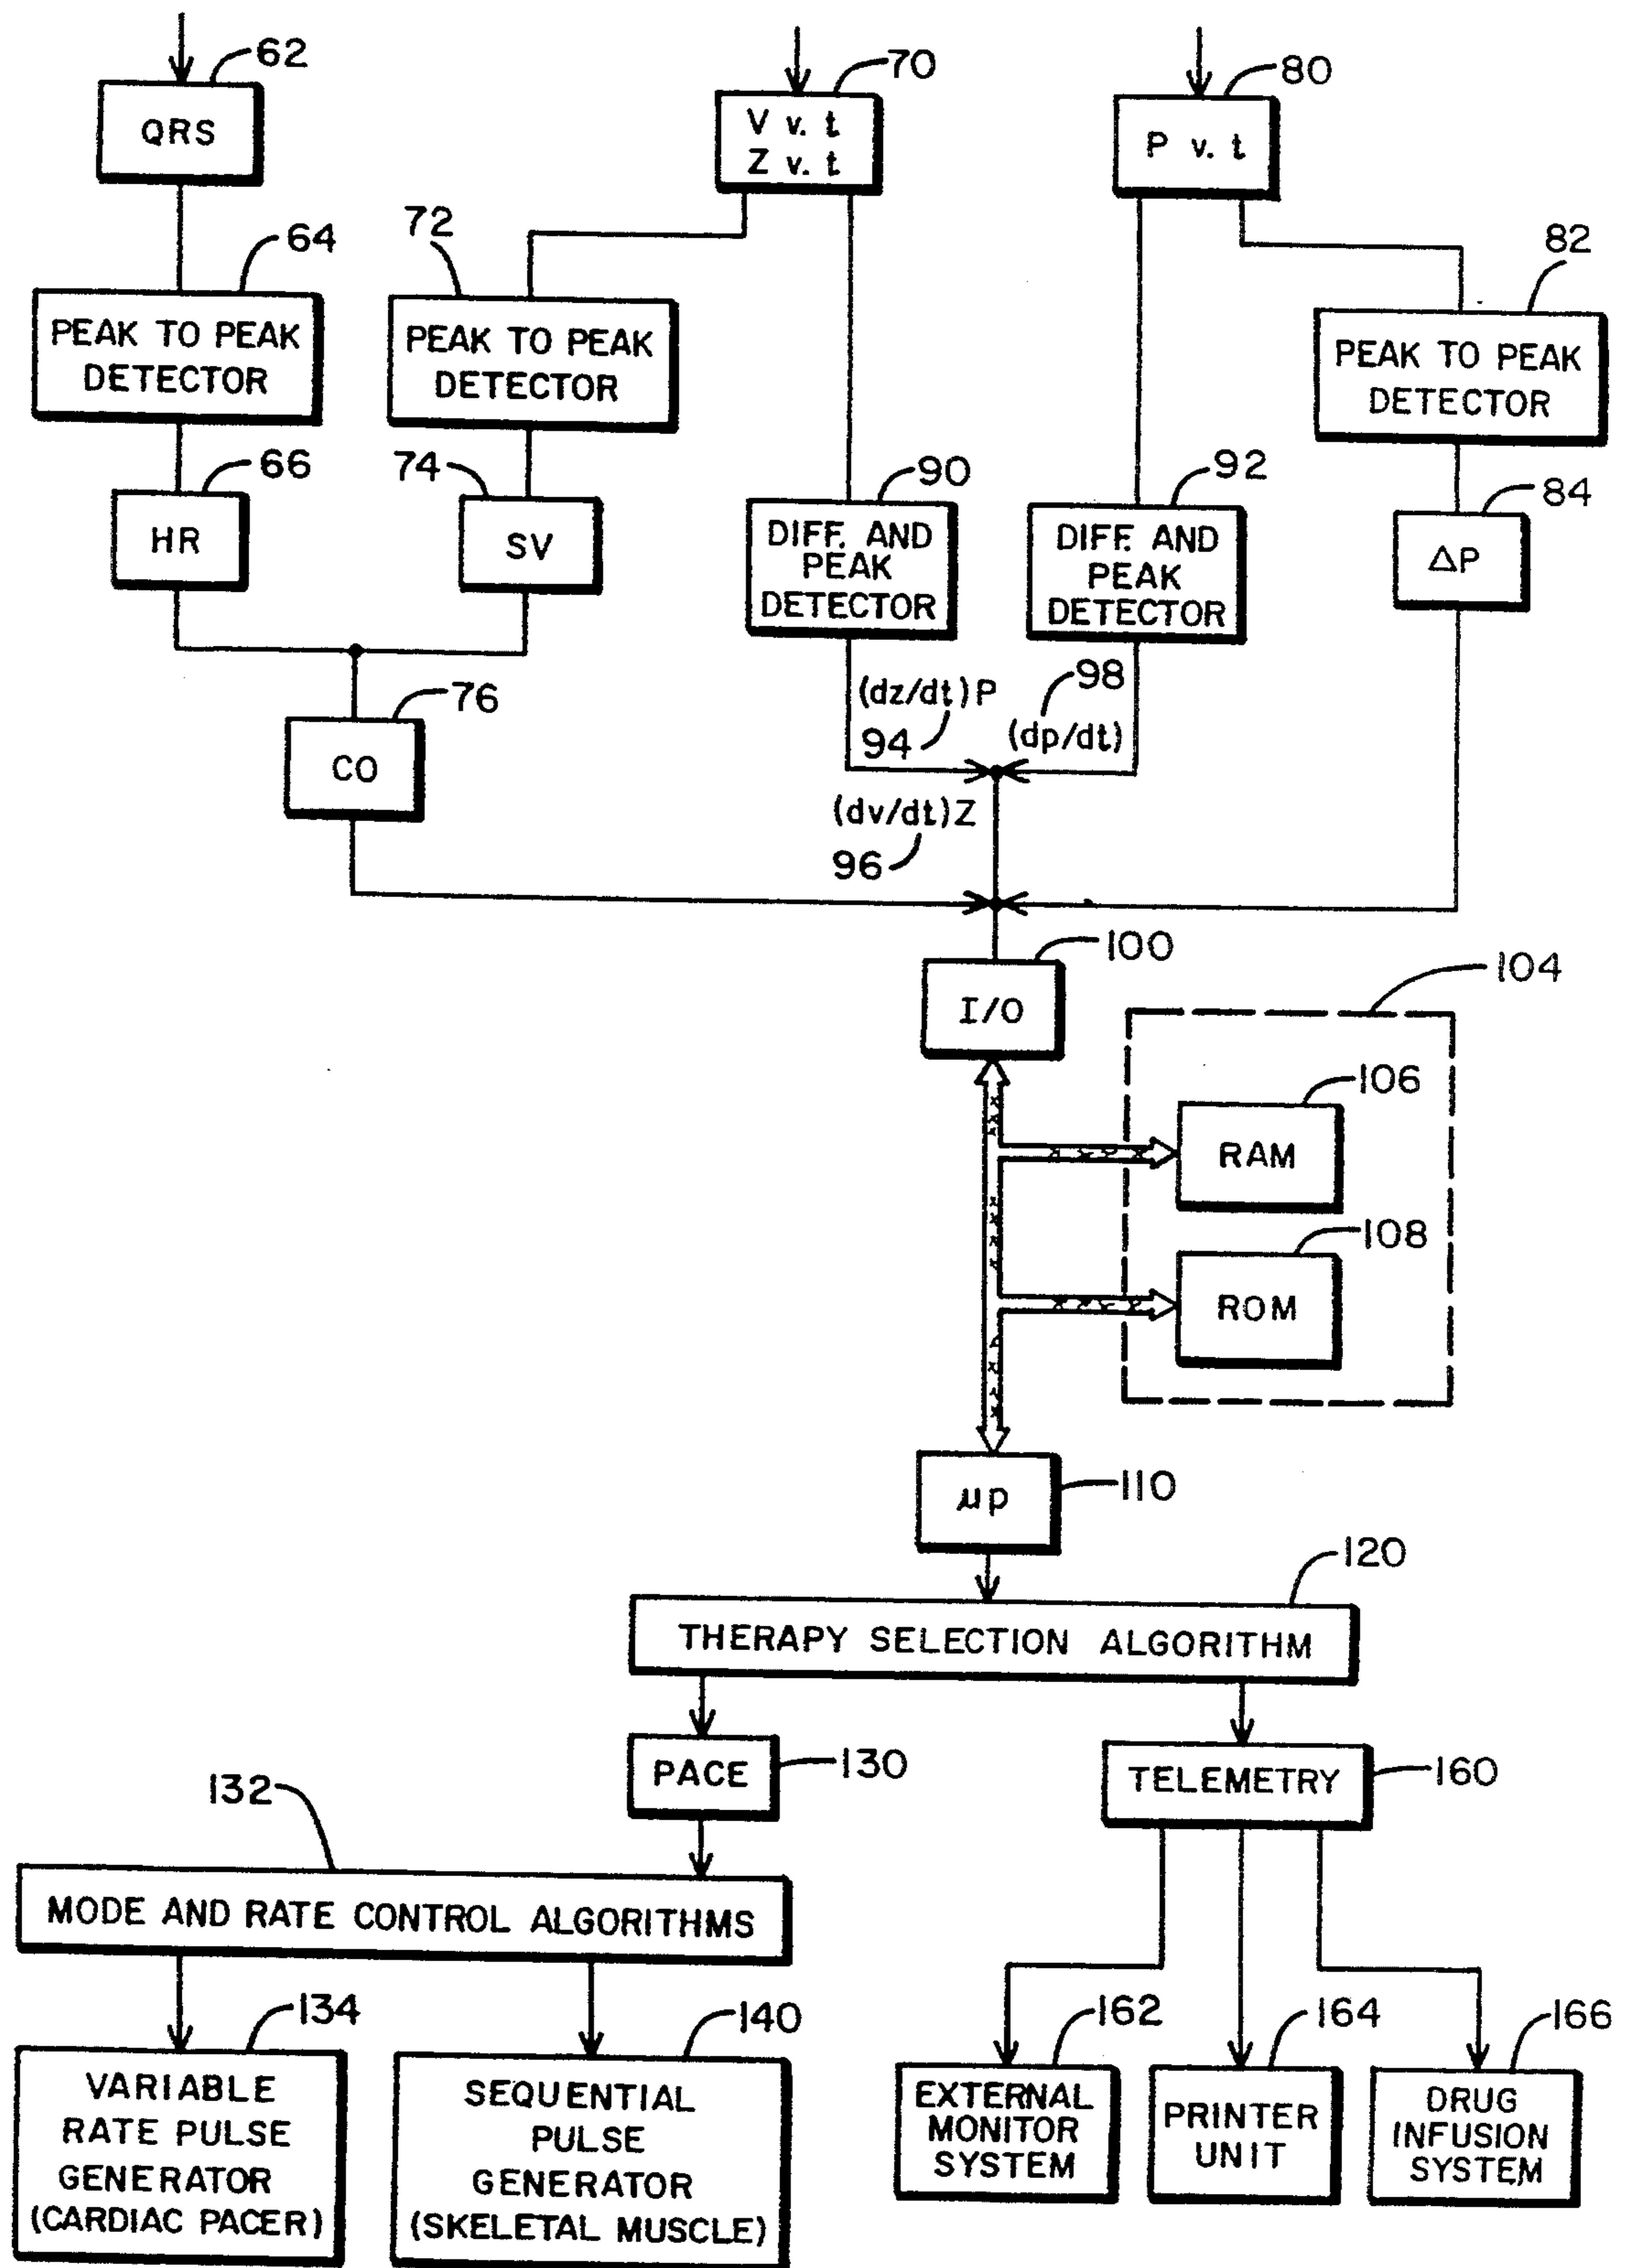 62
QRS
70
V v. t
Z v. t
80
P v. t
64
PEAK TO PEAK
DETECTOR
72
PEAK TO PEAK
DETECTOR
82
PEAK TO PEAK
DETECTOR
66
HR
74
SV
90
DIFF. AND
PEAK
DETECTOR
92
DIFF. AND
PEAK
DETECTOR
84
ΔP
76
CO
(dz/dt)P
94
98
(dp/dt)
(dv/dt)Z
96
100
I/O
104
106
RAM
108
ROM
μp
110
120
THERAPY SELECTION ALGORITHM
PACE
130
TELEMETRY
160
132
MODE AND RATE CONTROL ALGORITHMS
134
VARIABLE
RATE PULSE
GENERATOR
(CARDIAC PACER)
140
SEQUENTIAL
PULSE
GENERATOR
(SKELETAL MUSCLE)
162
EXTERNAL
MONITOR
SYSTEM
164
PRINTER
UNIT
166
DRUG
INFUSION
SYSTEM